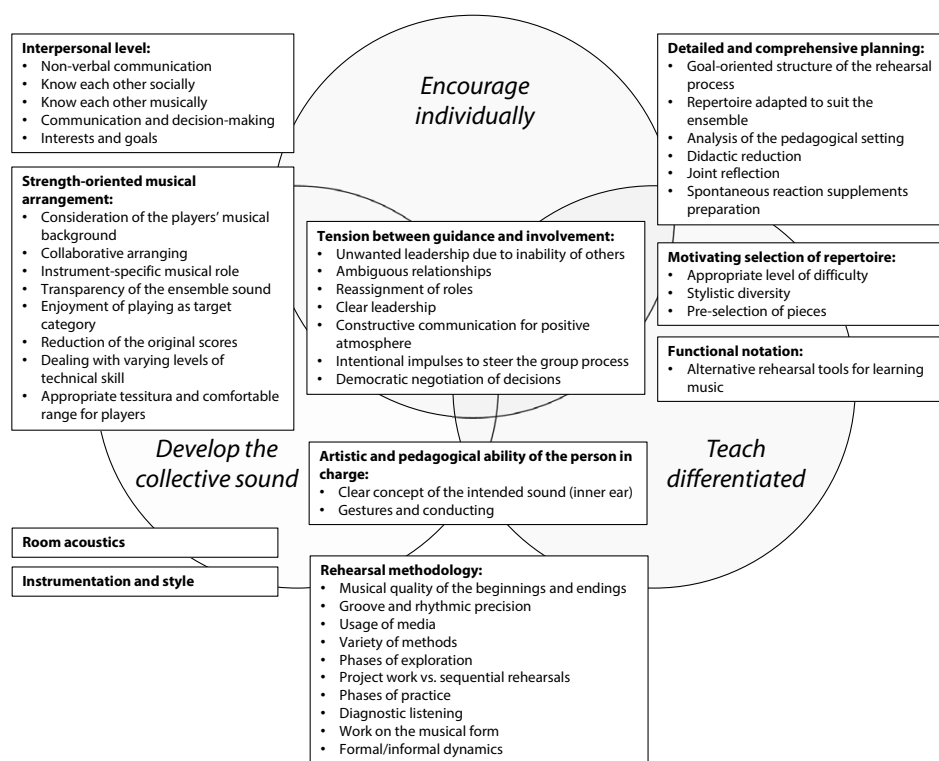 Encourage
individually
Interpersonal level:
• Non-verbal communication
• Know each other socially
• Know each other musically
• Communication and decision-making
• Interests and goals
Strength-oriented musical
arrangement:
• Consideration of the players’ musical
background
• Collaborative arranging
• Instrument-specific musical role
• Transparency of the ensemble sound
• Enjoyment of playing as target
category
• Reduction of the original scores
• Dealing with varying levels of
technical skill
• Appropriate tessitura and comfortable
range for players
Tension between guidance and involvement:
• Unwanted leadership due to inability of others
• Ambiguous relationships
• Reassignment of roles
• Clear leadership
• Constructive communication for positive
atmosphere
• Intentional impulses to steer the group process
• Democratic negotiation of decisions
Detailed and comprehensive planning:
• Goal-oriented structure of the rehearsal
process
• Repertoire adapted to suit the
ensemble
• Analysis of the pedagogical setting
• Didactic reduction
• Joint reflection
• Spontaneous reaction supplements
preparation
Motivating selection of repertoire:
• Appropriate level of difficulty
• Stylistic diversity
• Pre-selection of pieces
Functional notation:
• Alternative rehearsal tools for learning
music
Develop the
collective sound
Artistic and pedagogical ability of the person in
charge:
• Clear concept of the intended sound (inner ear)
• Gestures and conducting
Teach
differentiated
Room acoustics
Instrumentation and style
Rehearsal methodology:
• Musical quality of the beginnings and endings
• Groove and rhythmic precision
• Usage of media
• Variety of methods
• Phases of exploration
• Project work vs. sequential rehearsals
• Phases of practice
• Diagnostic listening
• Work on the musical form
• Formal/informal dynamics